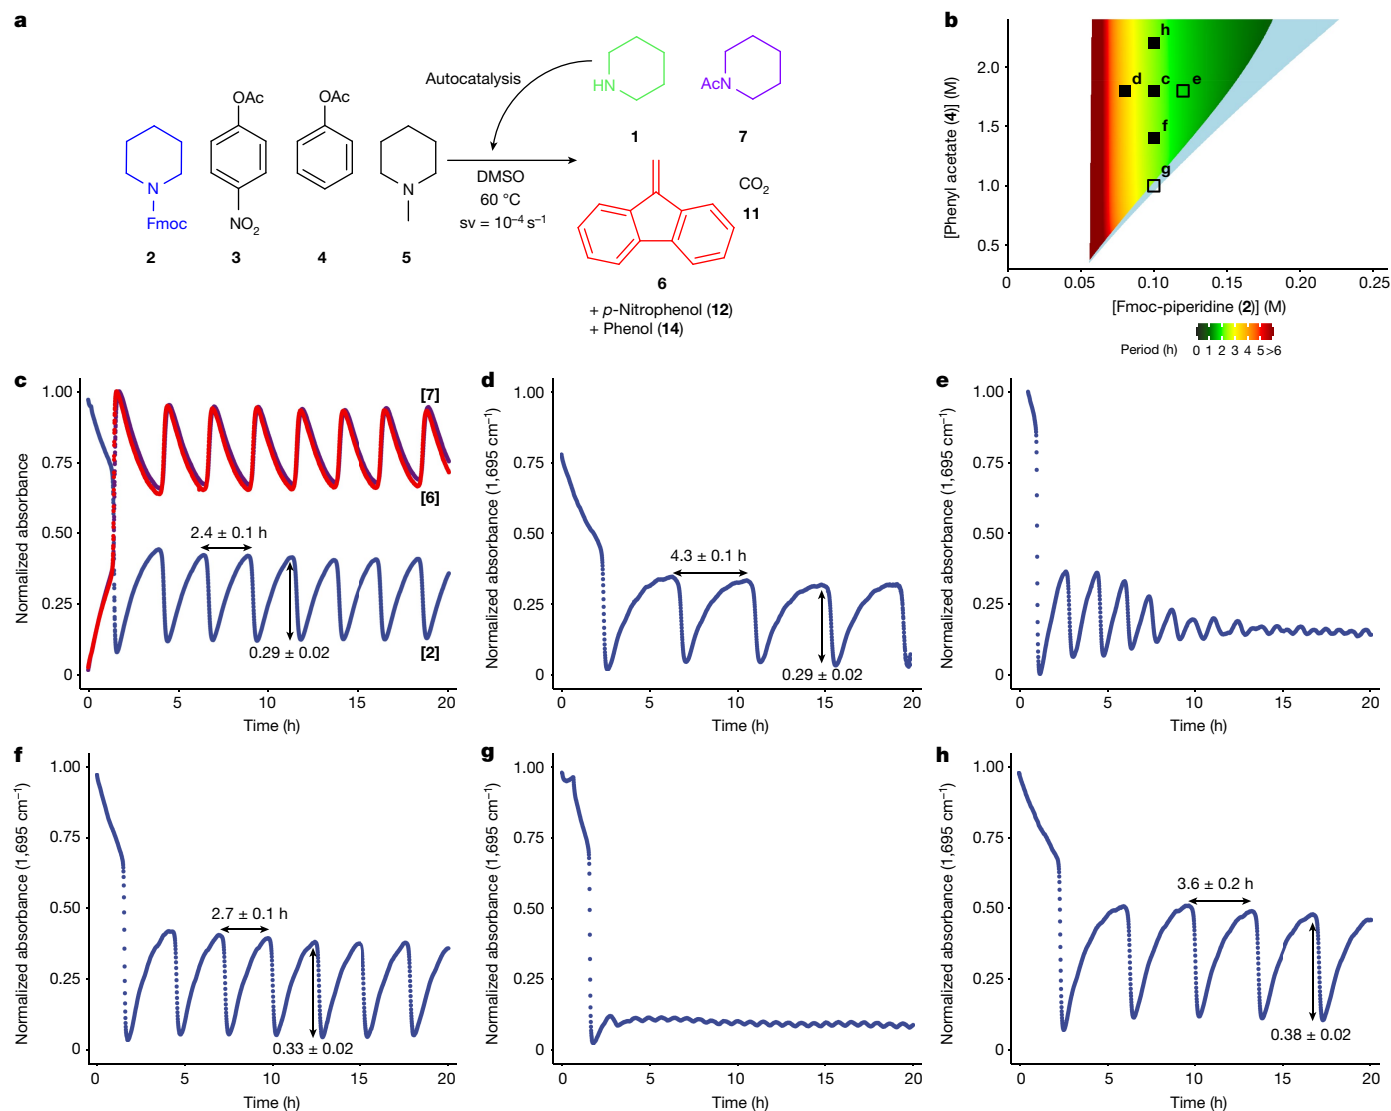 a
Autocatalysis
OAc
OAc
HN
AcN
1
7
N
Fmoc
NO₂
N
DMSO
60 °C
sv = 10⁻⁴ s⁻¹
CO₂
11
2
3
4
5
6
+ p-Nitrophenol (12)
+ Phenol (14)
b
[Phenyl acetate (4)] (M)
2.0
1.5
1.0
0.5
h
d
c
e
f
g
0
0.05
0.10
0.15
0.20
0.25
[Fmoc-piperidine (2)] (M)
Period (h)
0 1 2 3 4 5 >6
c
Normalized absorbance
1.00
0.75
0.50
0.25
0
[7]
[6]
2.4 ± 0.1 h
0.29 ± 0.02
[2]
0 5 10 15 20
Time (h)
d
Normalized absorbance (1,695 cm⁻¹)
1.00
0.75
0.50
0.25
0
4.3 ± 0.1 h
0.29 ± 0.02
0 5 10 15 20
Time (h)
e
Normalized absorbance (1,695 cm⁻¹)
1.00
0.75
0.50
0.25
0
0 5 10 15 20
Time (h)
f
Normalized absorbance (1,695 cm⁻¹)
1.00
0.75
0.50
0.25
0
2.7 ± 0.1 h
0.33 ± 0.02
0 5 10 15 20
Time (h)
g
Normalized absorbance (1,695 cm⁻¹)
1.00
0.75
0.50
0.25
0
0 5 10 15 20
Time (h)
h
Normalized absorbance (1,695 cm⁻¹)
1.00
0.75
0.50
0.25
0
3.6 ± 0.2 h
0.38 ± 0.02
0 5 10 15 20
Time (h)